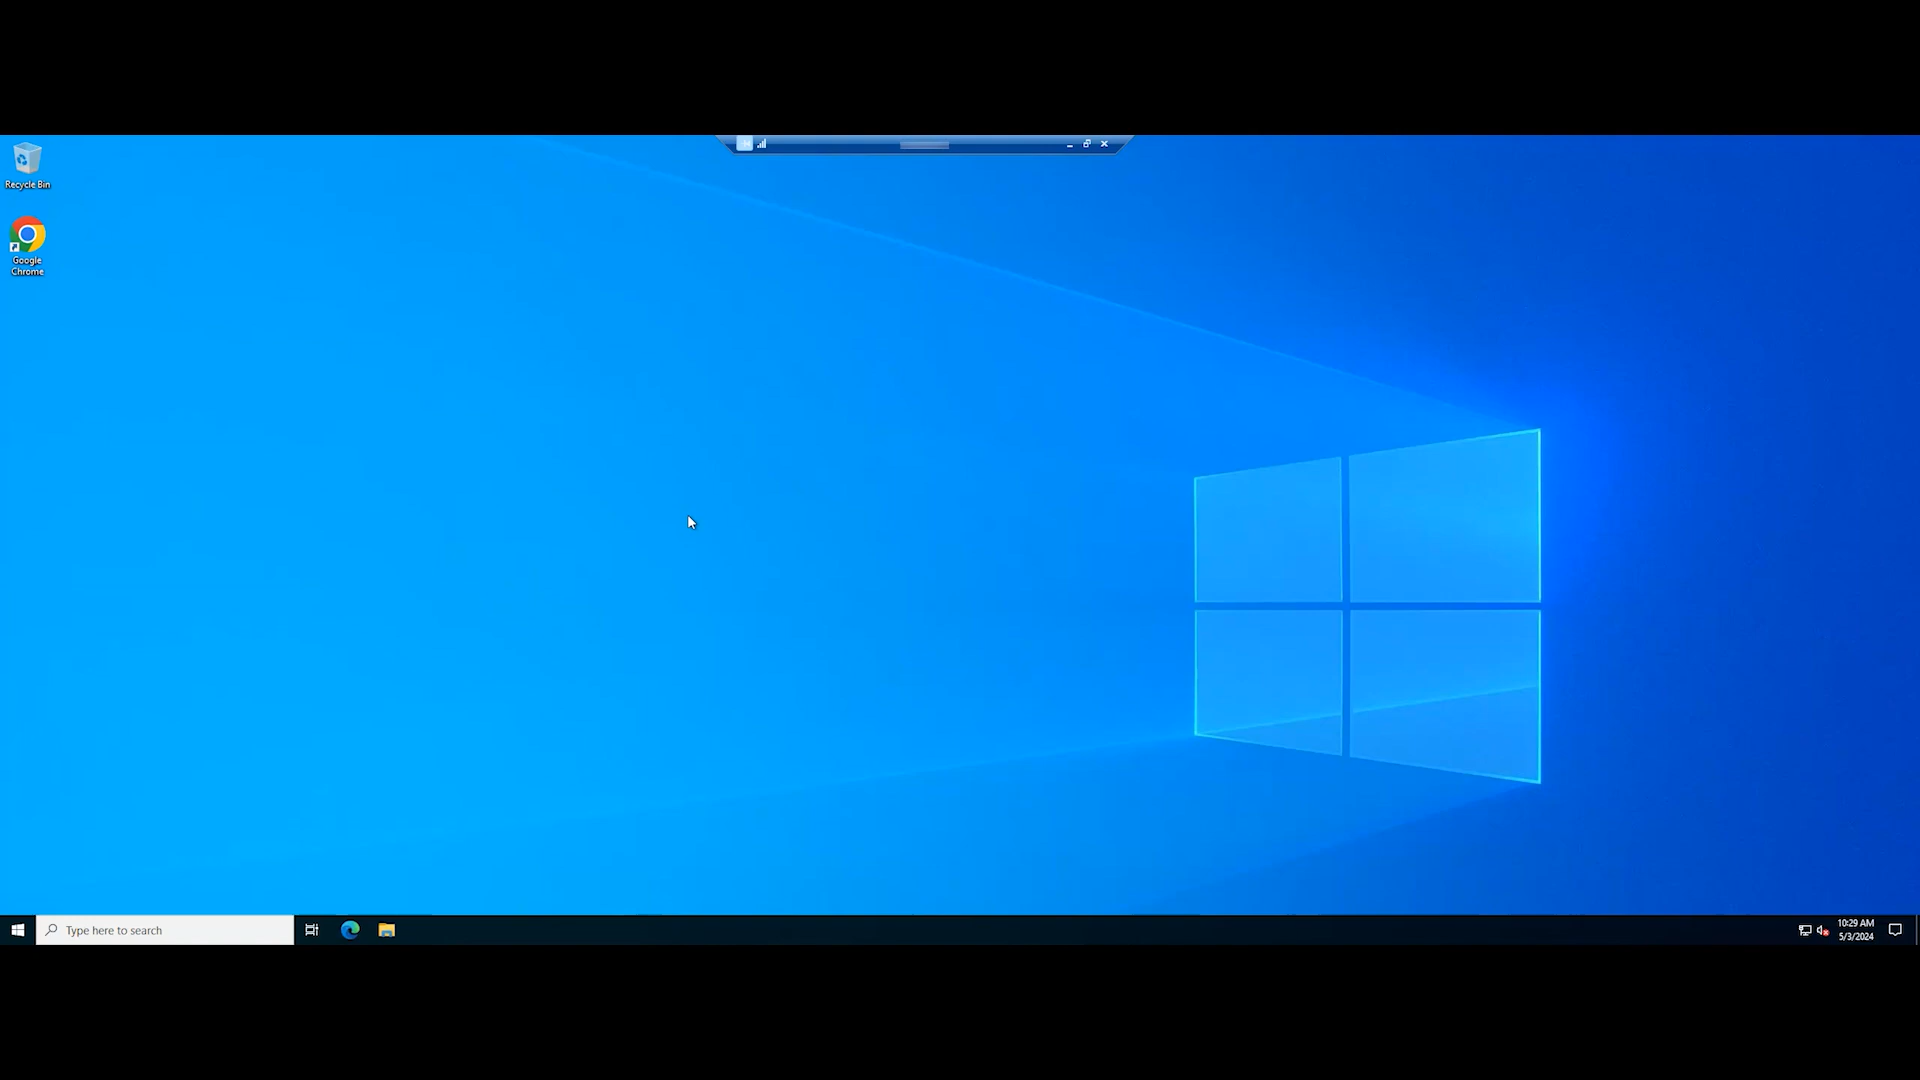 Recycle Bin
Google
Chrome
Type here to search
10:29 AM
5/3/2024